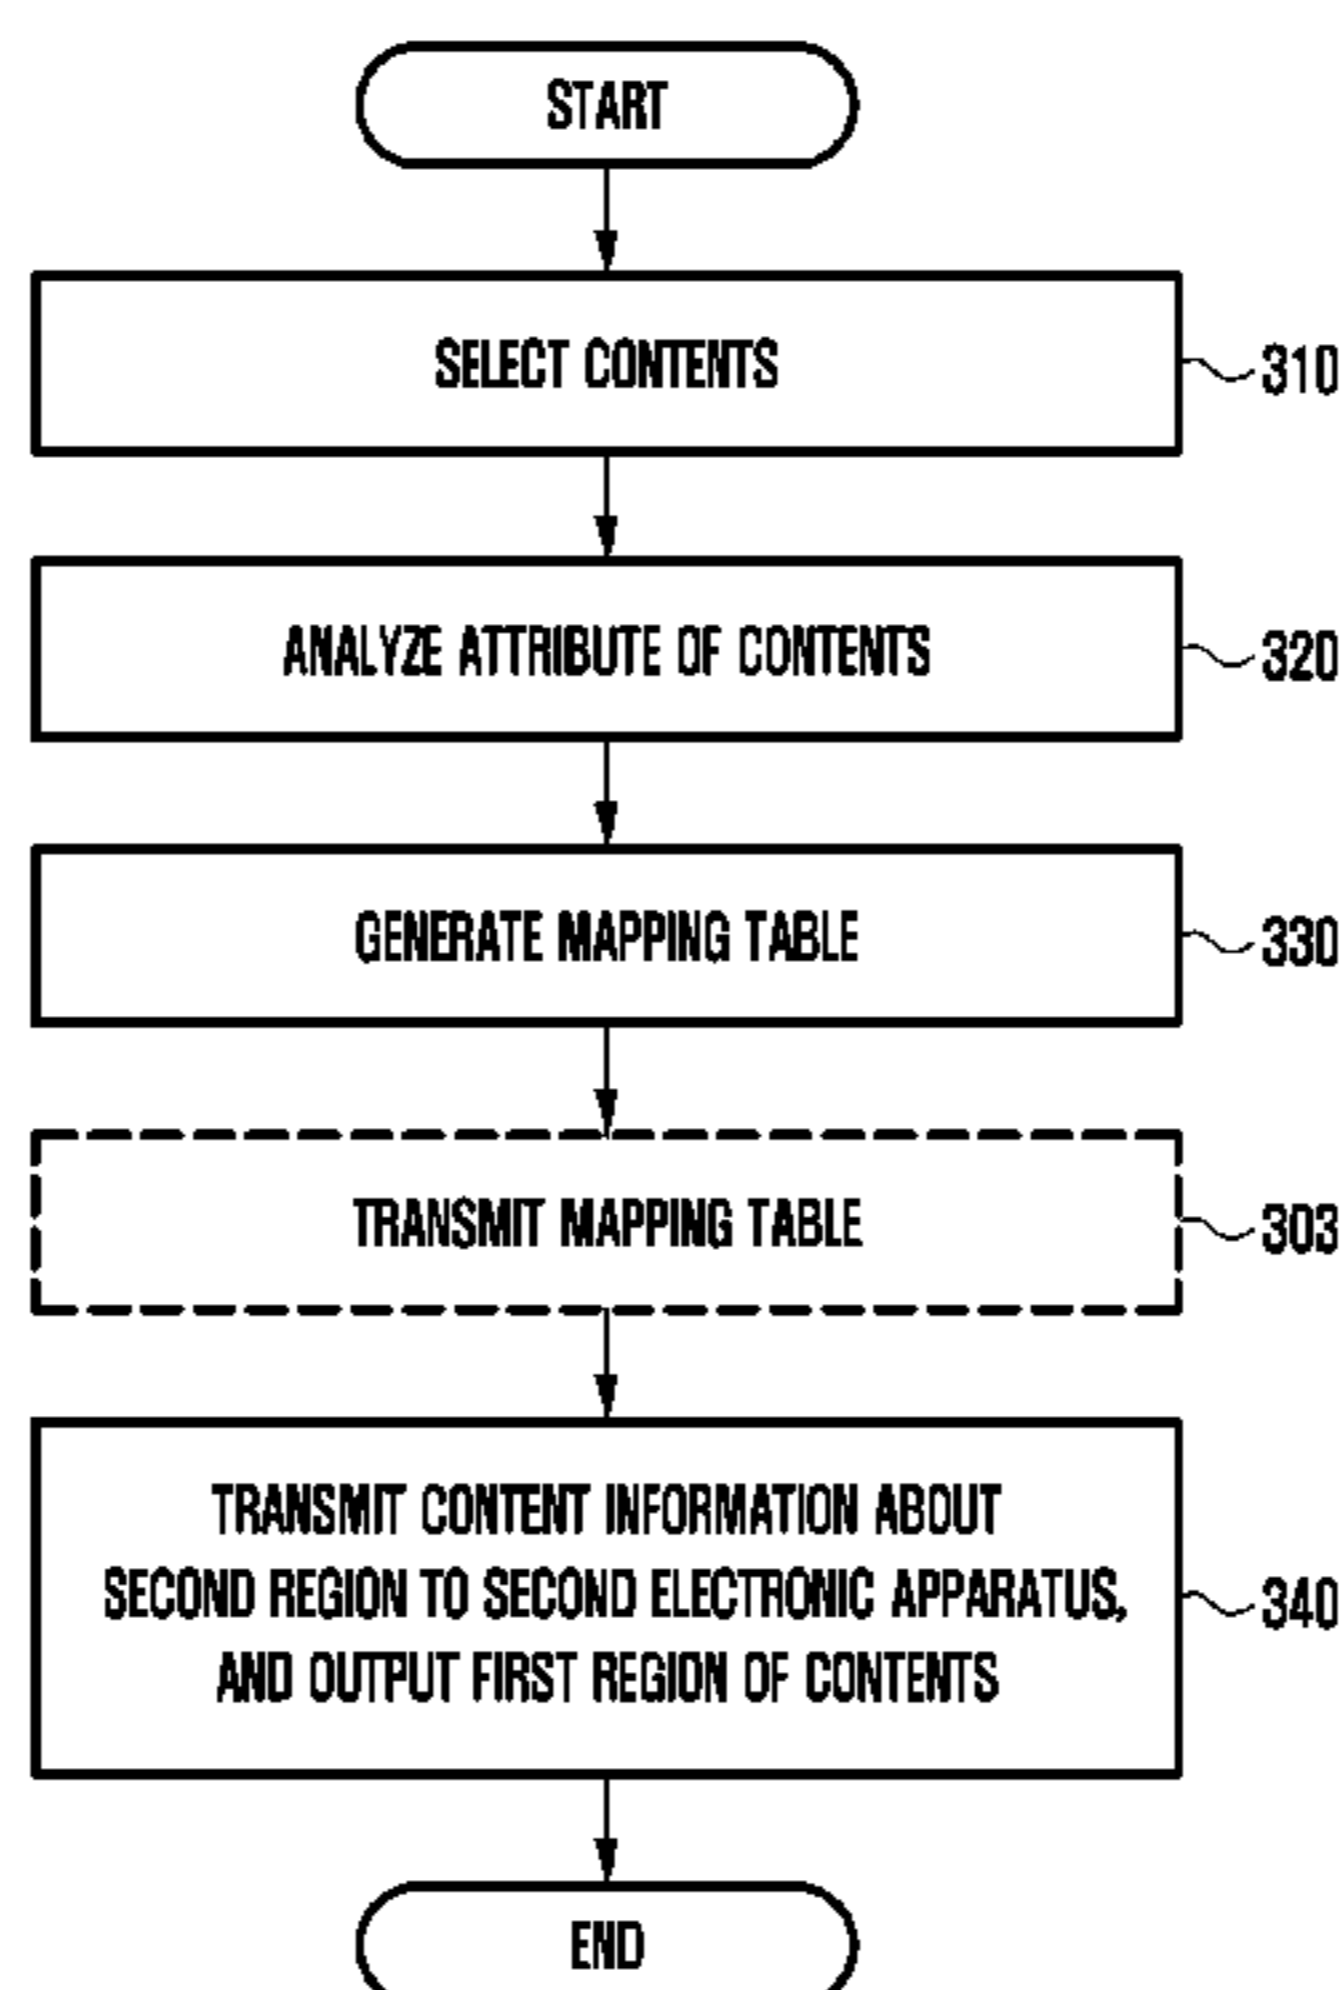 START
SELECT CONTENTS
310
ANALYZE ATTRIBUTE OF CONTENTS
320
GENERATE MAPPING TABLE
330
TRANSMIT MAPPING TABLE
303
TRANSMIT CONTENT INFORMATION ABOUT
SECOND REGION TO SECOND ELECTRONIC APPARATUS,
AND OUTPUT FIRST REGION OF CONTENTS
340
END